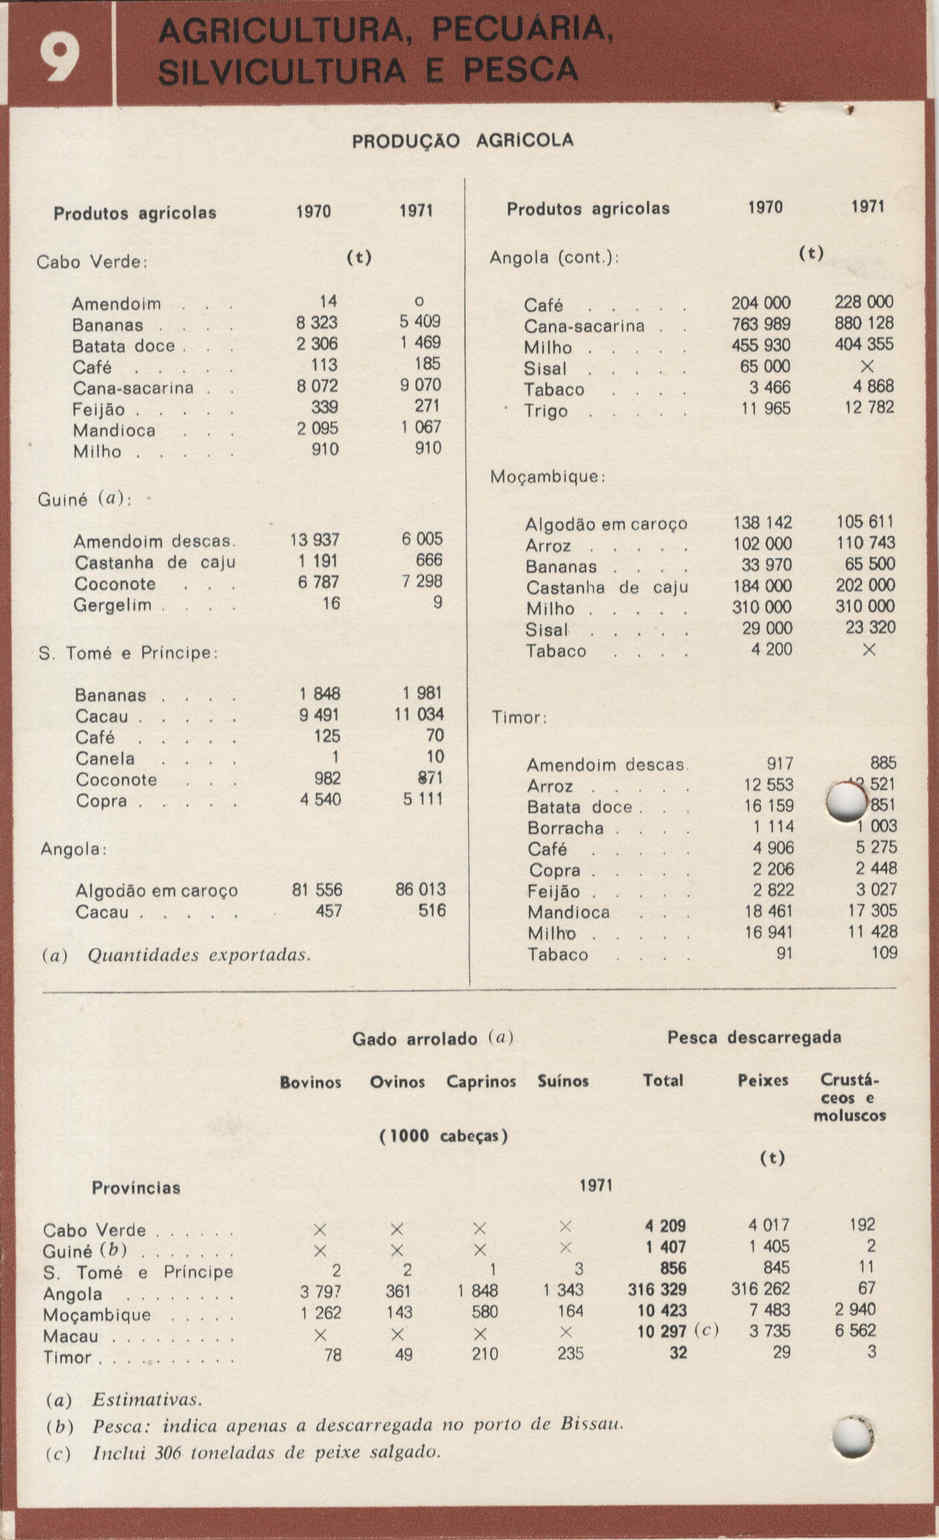 9
AGRICULTURA, PECUÁRIA,
SILVICULTURA E PESCA
PRODUÇÃO AGRÍCOLA
Produtos agrícolas 1970 1971
Cabo Verde: (t)
Amendoim . . . 14 o
Bananas . . . . 8 323 5 409
Batata doce . . . 2 306 1 469
Café . . . . . 113 185
Cana-sacarina . . 8 072 9 070
Feijão . . . . . 339 271
Mandioca . . . 2 095 1 067
Milho . . . . . 910 910
Guiné (a):
Amendoim descas. 13 937 6 005
Castanha de caju 1 191 666
Coconote . . . 6 787 7 298
Gergelim . . . . 16 9
S. Tomé e Príncipe:
Bananas . . . . 1 848 1 981
Cacau . . . . . 9 491 11 034
Café . . . . . 125 70
Canela . . . . 1 10
Coconote . . . 982 871
Copra . . . . . 4 540 5 111
Angola:
Algodão em caroço 81 556 86 013
Cacau . . . . . 457 516
(a) Quantidades exportadas.
Produtos agrícolas 1970 1971
Angola (cont.): (t)
Café . . . . . 204 000 228 000
Cana-sacarina . . 763 989 880 128
Milho . . . . . 455 930 404 355
Sisal . . . . . 65 000 ×
Tabaco . . . . 3 466 4 868
Trigo . . . . . 11 965 12 782
Moçambique:
Algodão em caroço 138 142 105 611
Arroz . . . . . 102 000 110 743
Bananas . . . . 33 970 65 500
Castanha de caju 184 000 202 000
Milho . . . . . 310 000 310 000
Sisal . . . . . 29 000 23 320
Tabaco . . . . 4 200 ×
Timor:
Amendoim descas. 917 885
Arroz . . . . . 12 553 521
Batata doce . . . 16 159 851
Borracha . . . . 1 114 1 003
Café . . . . . 4 906 5 275
Copra . . . . . 2 206 2 448
Feijão . . . . . 2 822 3 027
Mandioca . . . 18 461 17 305
Milho . . . . . 16 941 11 428
Tabaco . . . . 91 109
Gado arrolado (a) Pesca descarregada
Bovinos Ovinos Caprinos Suínos Total Peixes Crustá-
ceos e
moluscos
(1000 cabeças)
(t)
Províncias 1971
Cabo Verde . . . . . . × × × × 4 209 4 017 192
Guiné (b) . . . . . . . × × × × 1 407 1 405 2
S. Tomé e Príncipe 2 2 1 3 856 845 11
Angola . . . . . . . . 3 797 361 1 848 1 343 316 329 316 262 67
Moçambique . . . . . 1 262 143 580 164 10 423 7 483 2 940
Macau . . . . . . . . . × × × × 10 297 (c) 3 735 6 562
Timor . . . . . . . . . . 78 49 210 235 32 29 3
(a) Estimativas.
(b) Pesca: indica apenas a descarregada no porto de Bissau.
(c) Inclui 306 toneladas de peixe salgado.